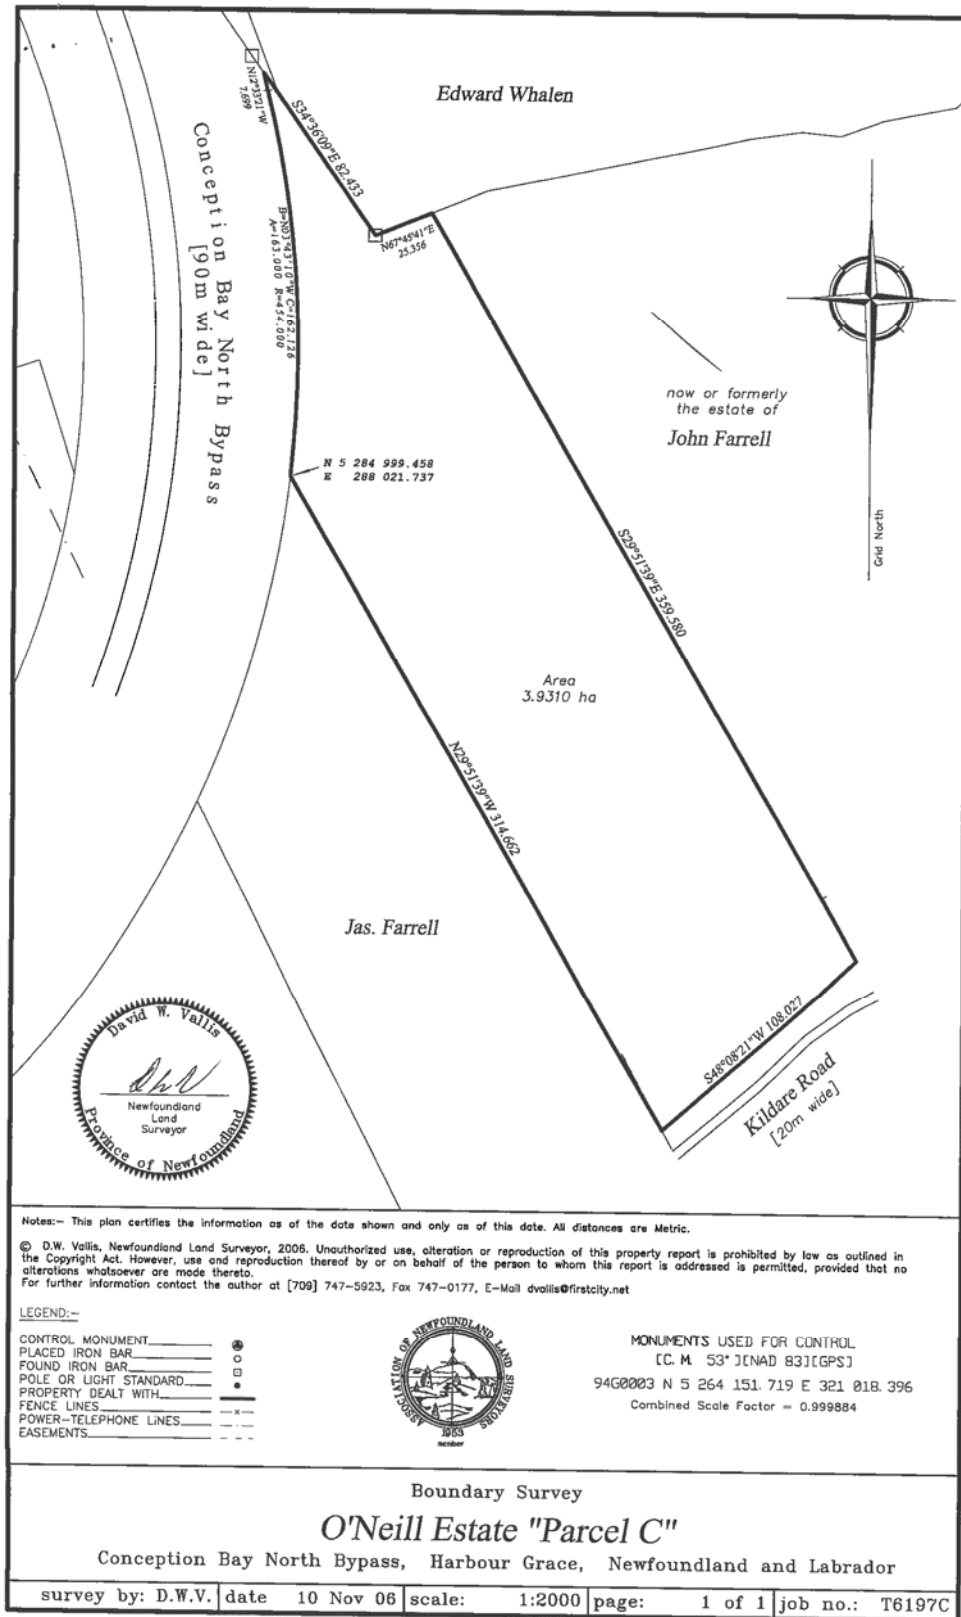 Edward Whalen
N12°33'21"W
7.699
S34°36'09"E 82.433
N67°45'41"E
25.356
Conception Bay North Bypass
[90m wide]
B=N03°43'10"W C=162.126
A=163.000 R=454.000
now or formerly
the estate of
John Farrell
Grid North
N 5 284 999.458
E 288 021.737
S29°51'39"E 359.580
Area
3.9310 ha
N29°51'39"W 314.662
Jas. Farrell
S48°08'21"W 108.027
Kildare Road
[20m wide]
David W. Vallis
Newfoundland
Land
Surveyor
Province of Newfoundland
Notes:- This plan certifies the information as of the date shown and only as of this date. All distances are Metric.
© D.W. Vallis, Newfoundland Land Surveyor, 2006. Unauthorized use, alteration or reproduction of this property report is prohibited by law as outlined in
the Copyright Act. However, use and reproduction thereof by or on behalf of the person to whom this report is addressed is permitted, provided that no
alterations whatsoever are made thereto.
For further information contact the author at [709] 747-5923, Fax 747-0177, E-Mail dvallis@firstcity.net
LEGEND:-
CONTROL MONUMENT
PLACED IRON BAR
FOUND IRON BAR
POLE OR LIGHT STANDARD
PROPERTY DEALT WITH
FENCE LINES
POWER-TELEPHONE LINES
EASEMENTS
ASSOCIATION OF NEWFOUNDLAND LAND SURVEYORS
1953
member
MONUMENTS USED FOR CONTROL
[C. M. 53°][NAD 83][GPS]
94G0003 N 5 264 151.719 E 321 018.396
Combined Scale Factor = 0.999884
Boundary Survey
O'Neill Estate "Parcel C"
Conception Bay North Bypass, Harbour Grace, Newfoundland and Labrador
survey by: D.W.V. date 10 Nov 06 scale: 1:2000 page: 1 of 1 job no.: T6197C